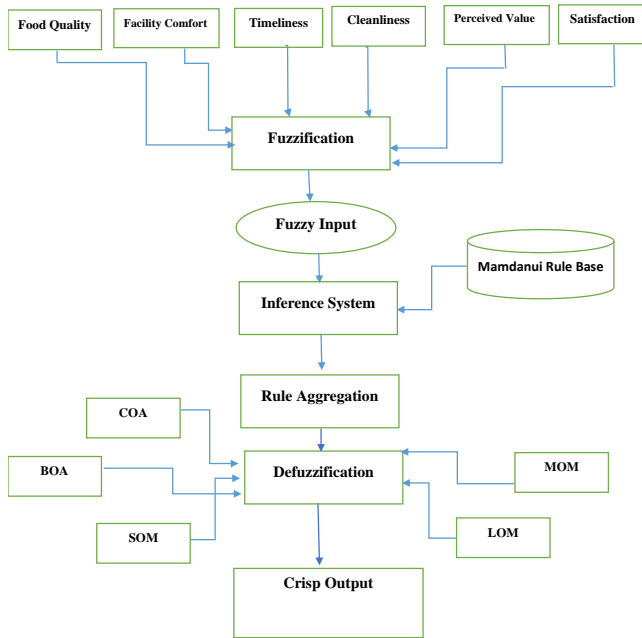 Food Quality
Facility Comfort
Timeliness
Cleanliness
Perceived Value
Satisfaction
Fuzzification
Fuzzy Input
Mamdanui Rule Base
Inference System
Rule Aggregation
COA
BOA
Defuzzification
MOM
SOM
LOM
Crisp Output